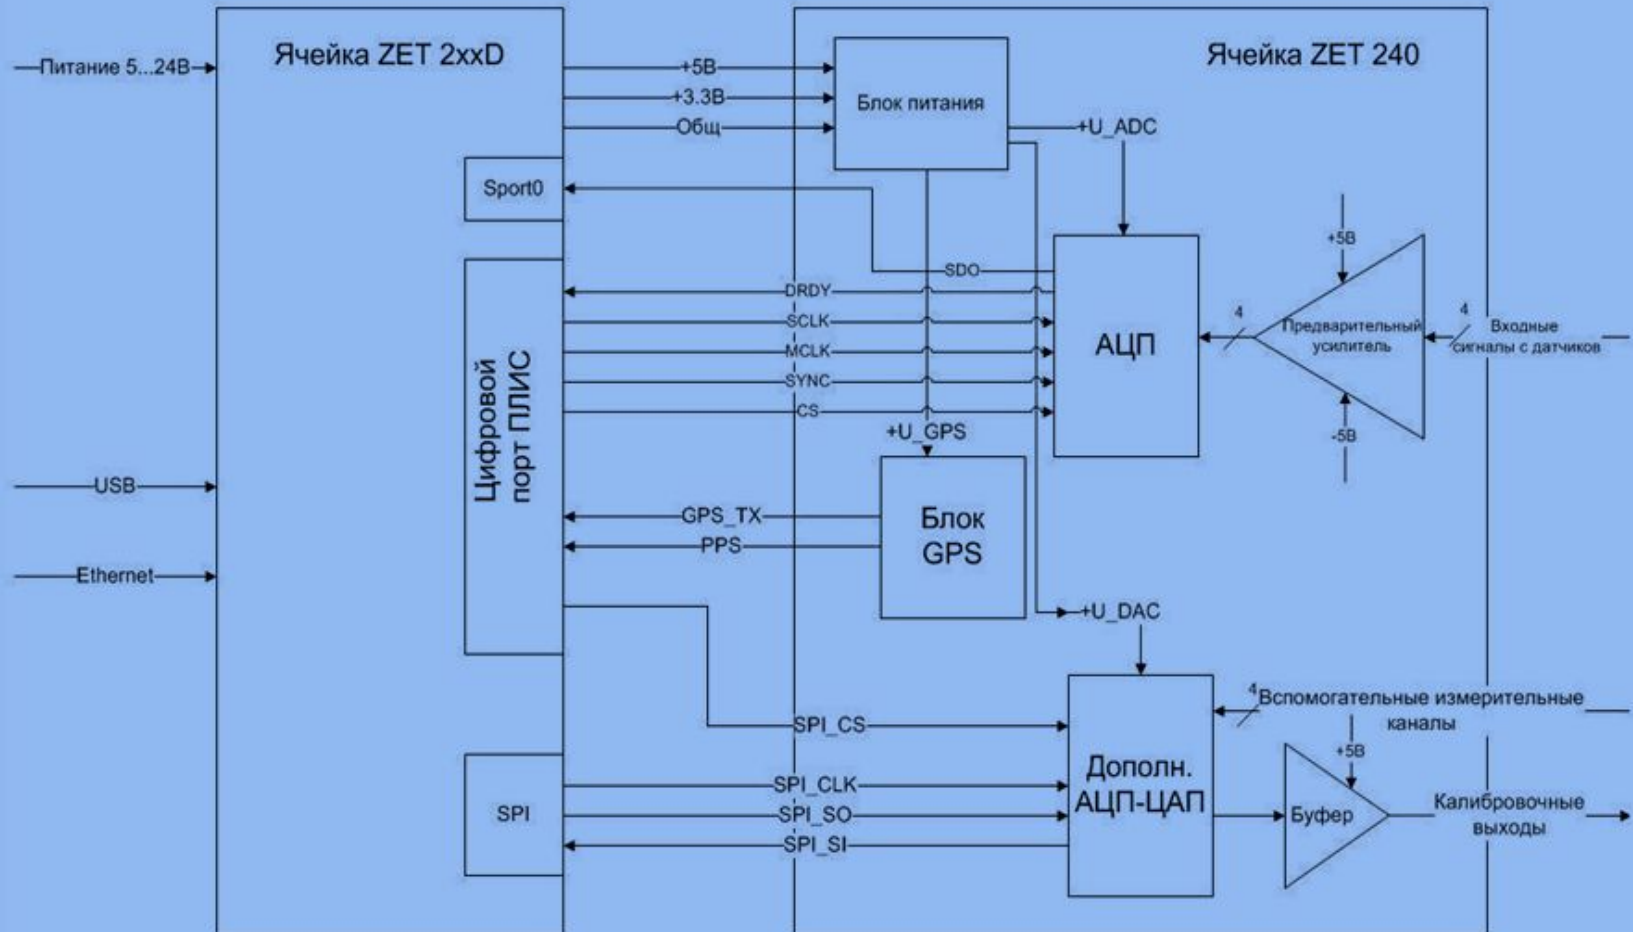 Ячейка ZET 2xxD
Ячейка ZET 240
Питание 5...24В
+5В
+3.3В
Общ
Блок питания
+U_ADC
Sport0
SDO
DRDY
SCLK
MCLK
SYNC
CS
АЦП
+5В
4
Предварительный
усилитель
4
Входные
сигналы с датчиков
-5В
Цифровой
порт ПЛИС
+U_GPS
USB
GPS_TX
PPS
Блок
GPS
Ethernet
+U_DAC
4
Вспомогательные измерительные
каналы
SPI_CS
+5В
SPI
SPI_CLK
SPI_SO
SPI_SI
Дополн.
АЦП-ЦАП
Буфер
Калибровочные
выходы